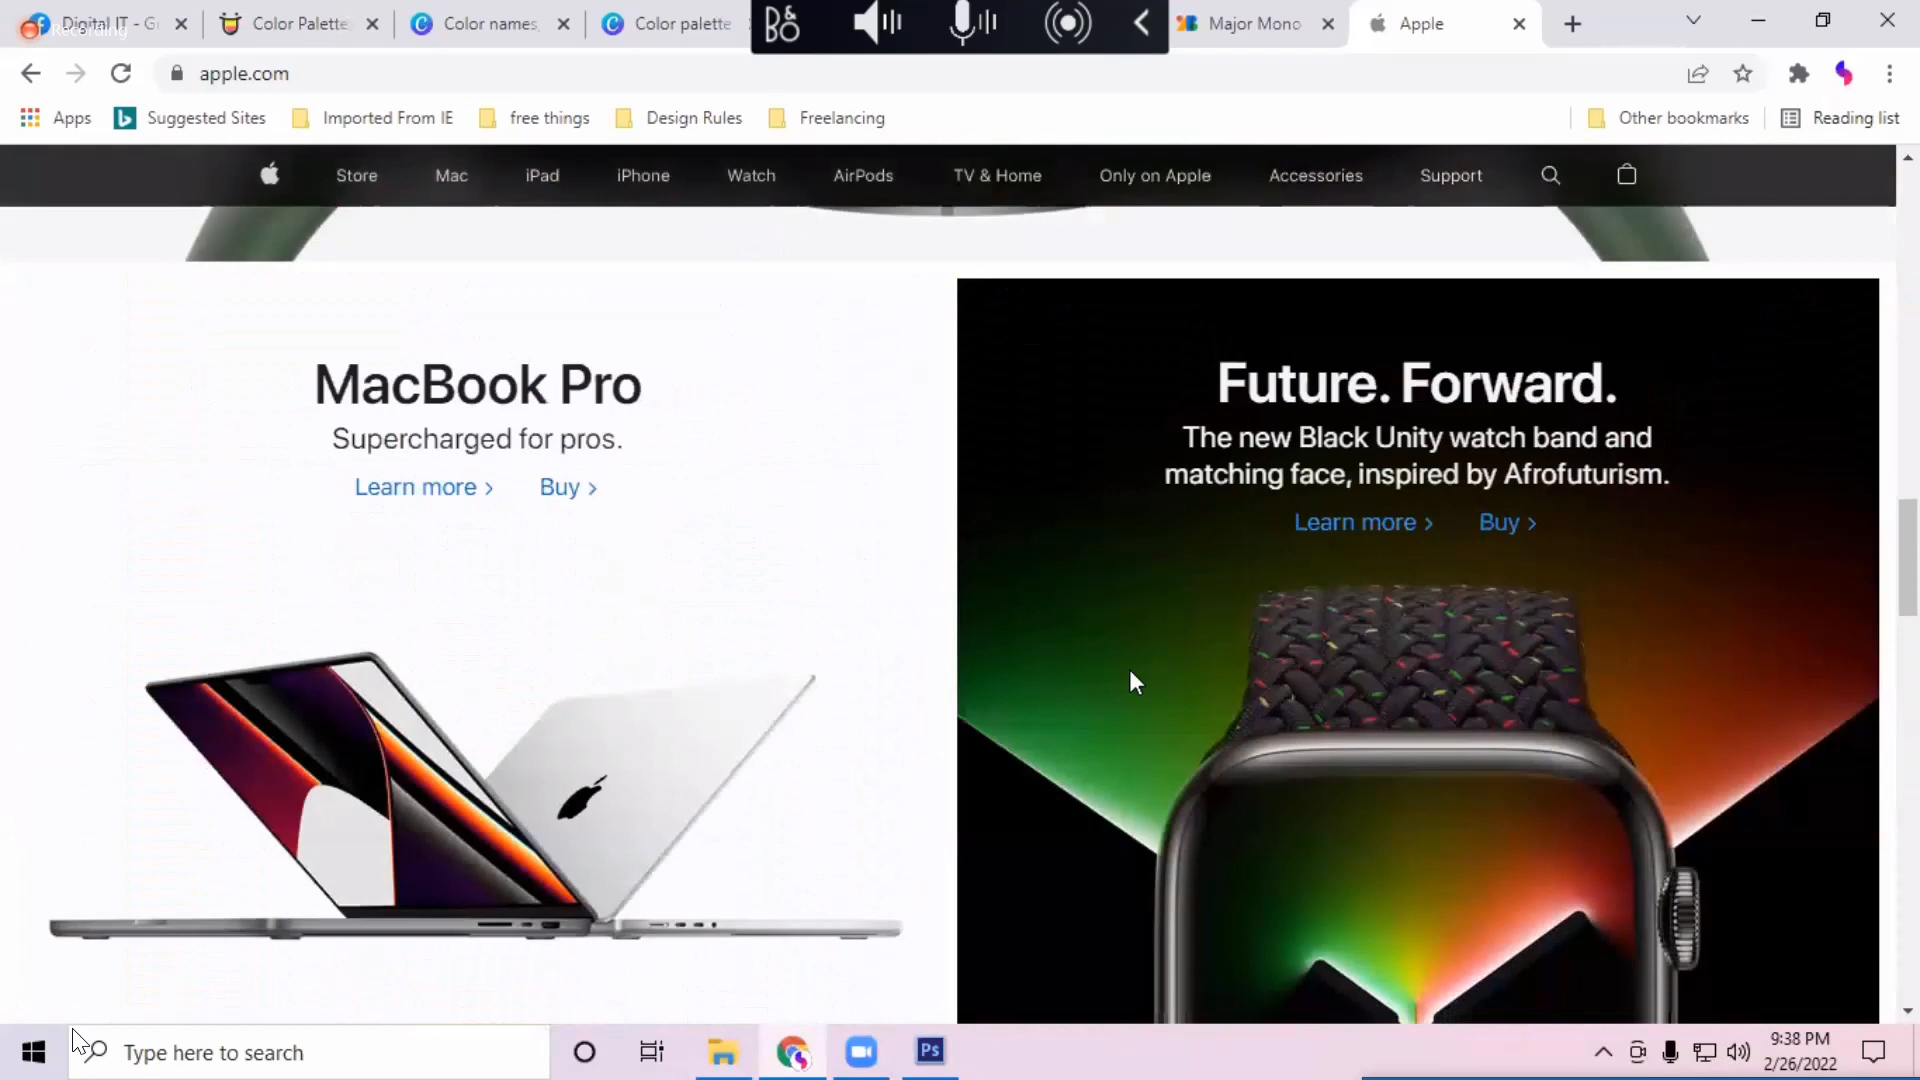 Digital IT - G
Recording
Color Palette
Color names,
Color palette
Major Mono
Apple
apple.com
Apps
Suggested Sites
Imported From IE
free things
Design Rules
Freelancing
Other bookmarks
Reading list
Store
Mac
iPad
iPhone
Watch
AirPods
TV & Home
Only on Apple
Accessories
Support
MacBook Pro
Supercharged for pros.
Learn more >
Buy >
Future. Forward.
The new Black Unity watch band and
matching face, inspired by Afrofuturism.
Learn more >
Buy >
Type here to search
Ps
9:38 PM
2/26/2022